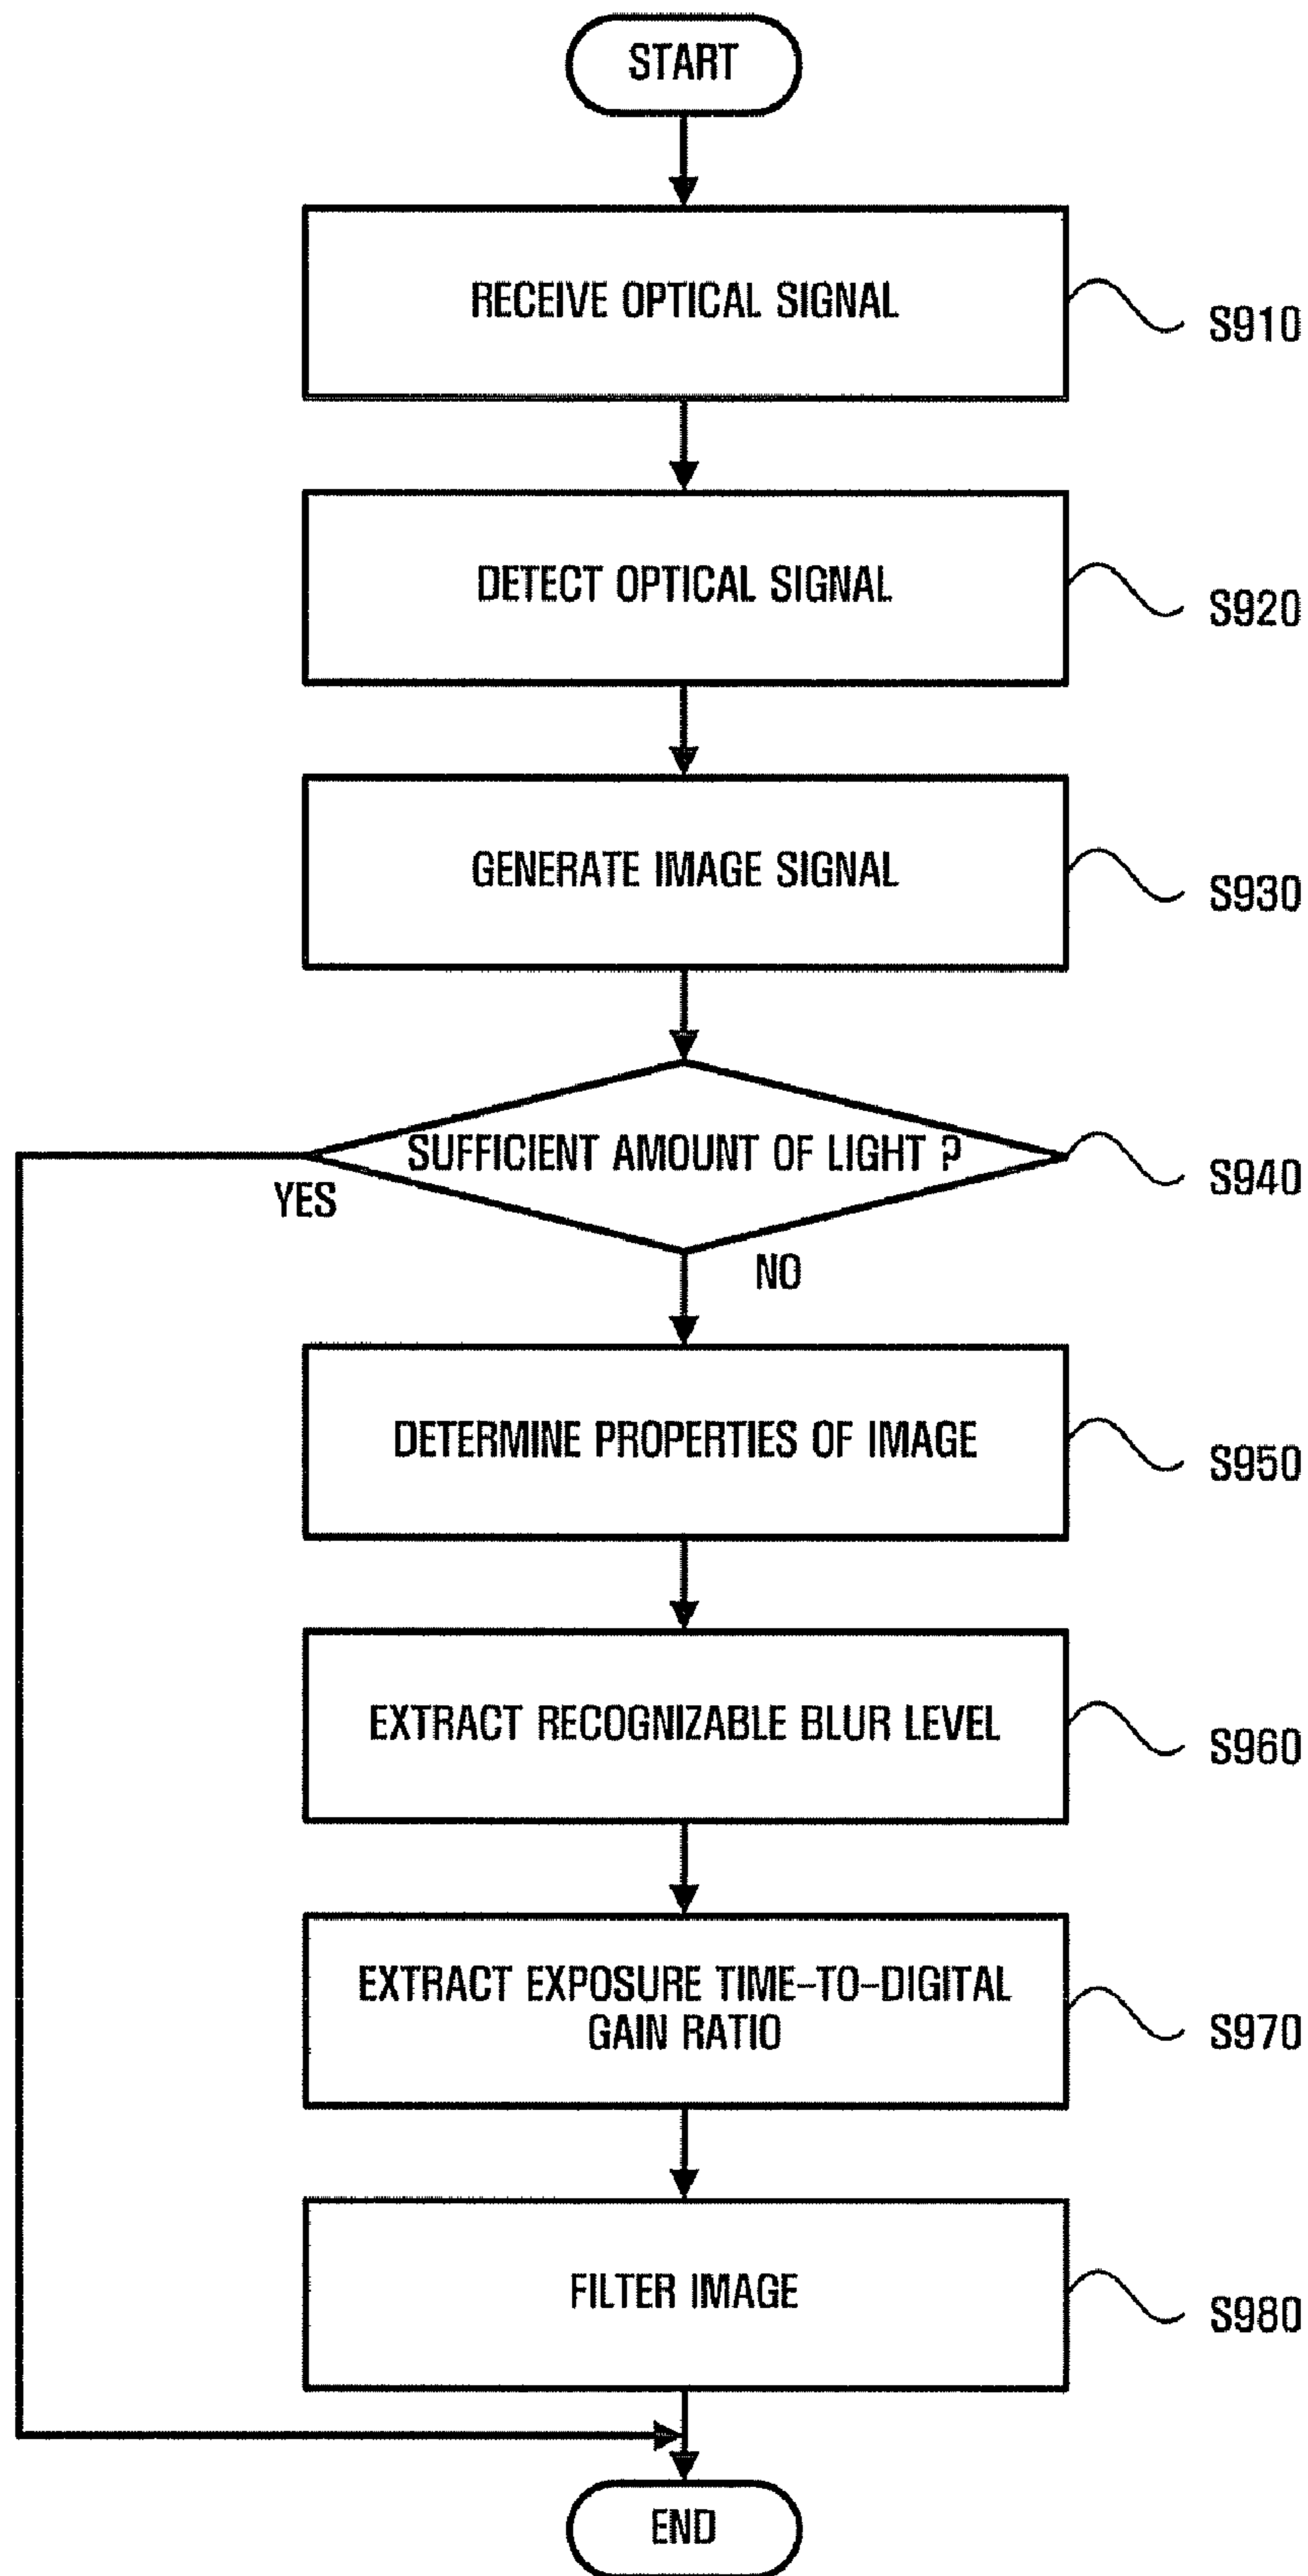 START
RECEIVE OPTICAL SIGNAL
S910
DETECT OPTICAL SIGNAL
S920
GENERATE IMAGE SIGNAL
S930
SUFFICIENT AMOUNT OF LIGHT ?
S940
YES
NO
DETERMINE PROPERTIES OF IMAGE
S950
EXTRACT RECOGNIZABLE BLUR LEVEL
S960
EXTRACT EXPOSURE TIME-TO-DIGITAL
GAIN RATIO
S970
FILTER IMAGE
S980
END